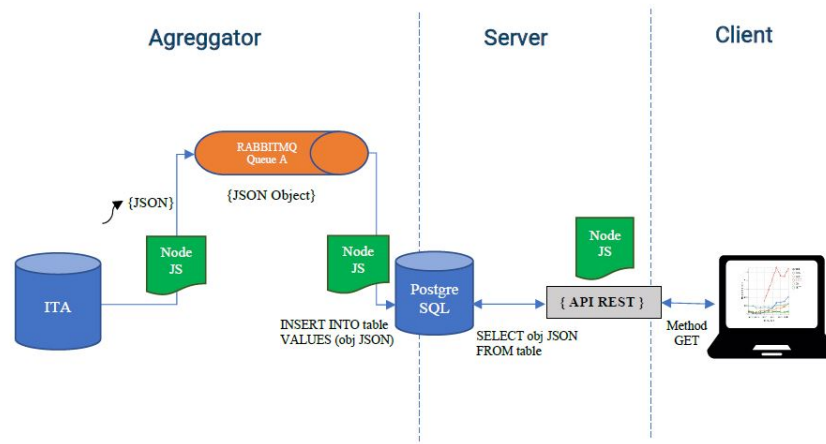 Agreggator
Server
Client
RABBITMQ
Queue A
{JSON}
{JSON Object}
Node
JS
Node
JS
Node
JS
ITA
Postgre
SQL
{ API REST }
INSERT INTO table
VALUES (obj JSON)
SELECT obj JSON
FROM table
Method
GET